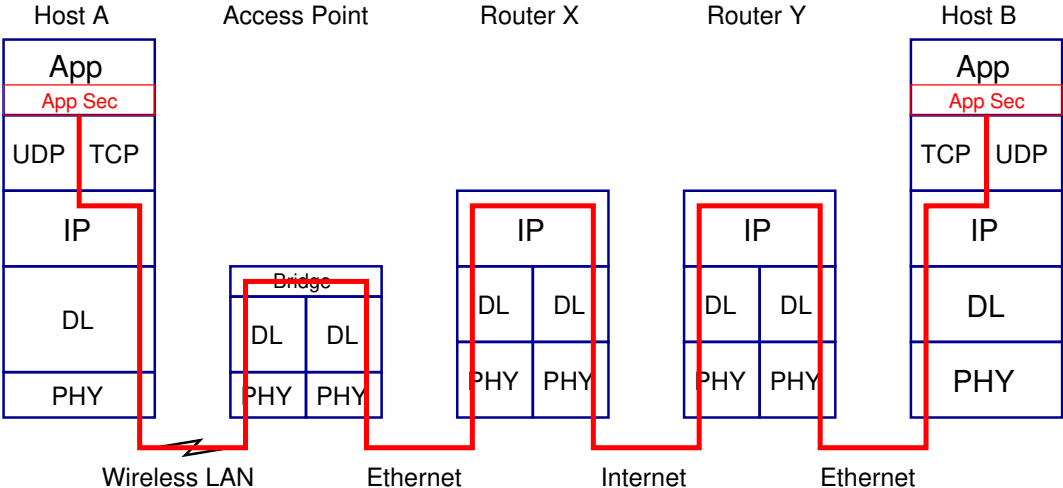 Host A Access Point Router X Router Y Host B
App App
App Sec App Sec
UDP TCP TCP UDP
IP IP IP IP
Bridge
DL DL DL DL DL DL DL DL
PHY PHY PHY PHY PHY PHY PHY PHY
Wireless LAN Ethernet Internet Ethernet